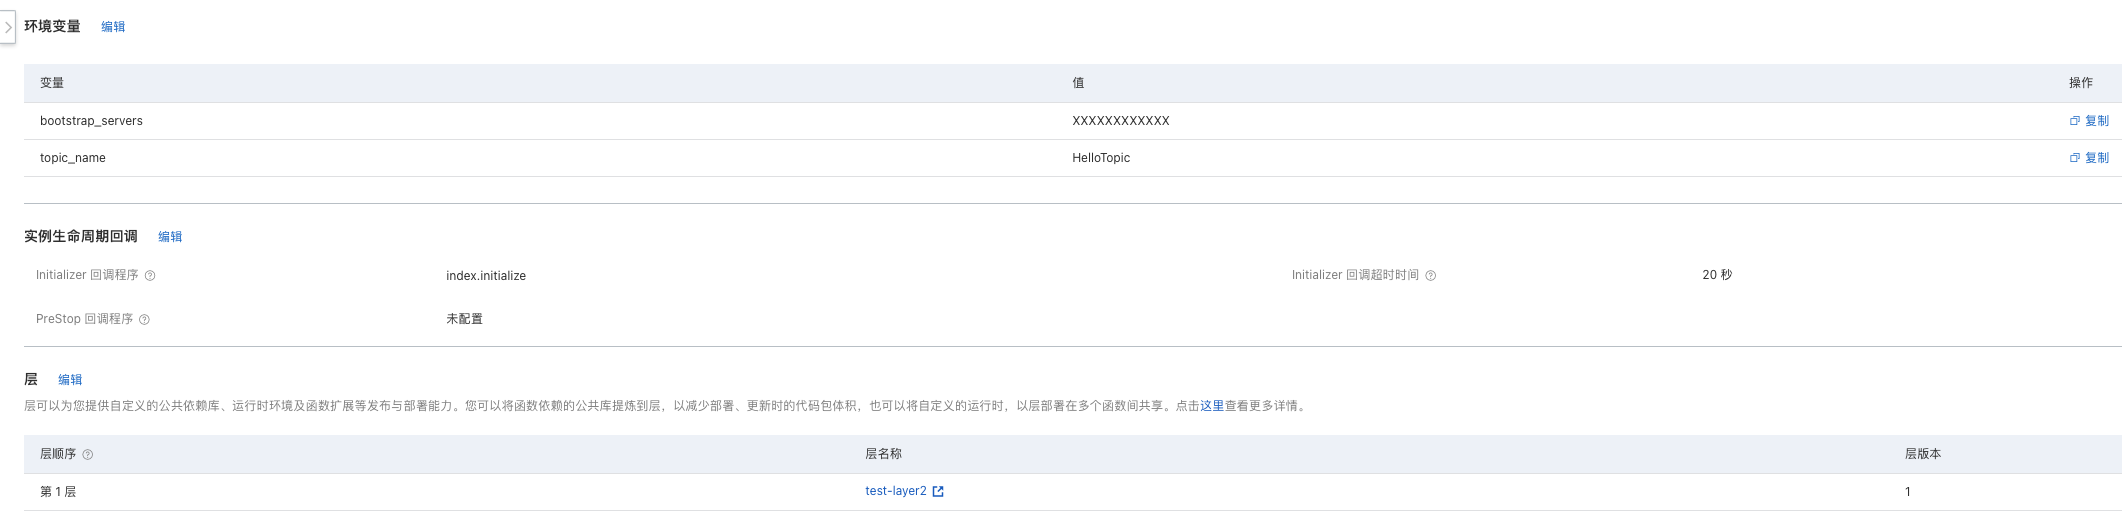 环境变量 编辑
变量 值 操作
bootstrap_servers XXXXXXXXXXXX 复制
topic_name HelloTopic 复制
实例生命周期回调 编辑
Initializer 回调程序 index.initialize Initializer 回调超时时间 20 秒
PreStop 回调程序 未配置
层 编辑
层可以为您提供自定义的公共依赖库、运行时环境及函数扩展等发布与部署能力。您可以将函数依赖的公共库提炼到层，以减少部署、更新时的代码包体积，也可以将自定义的运行时，以层部署在多个函数间共享。点击这里查看更多详情。
层顺序 层名称 层版本
第 1 层 test-layer2 1